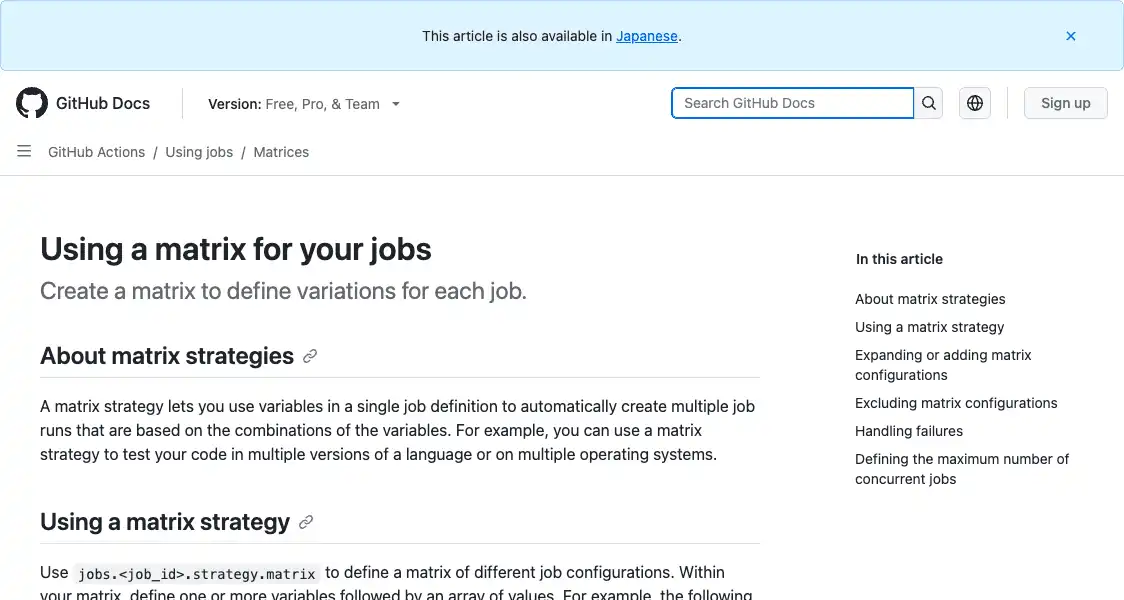 This article is also available in Japanese.
GitHub Docs
Version: Free, Pro, & Team
Search GitHub Docs
Sign up
GitHub Actions / Using jobs / Matrices
Using a matrix for your jobs
Create a matrix to define variations for each job.
About matrix strategies
A matrix strategy lets you use variables in a single job definition to automatically create multiple job
runs that are based on the combinations of the variables. For example, you can use a matrix
strategy to test your code in multiple versions of a language or on multiple operating systems.
Using a matrix strategy
Use jobs.<job_id>.strategy.matrix to define a matrix of different job configurations. Within
your matrix, define one or more variables followed by an array of values. For example, the following
In this article
About matrix strategies
Using a matrix strategy
Expanding or adding matrix
configurations
Excluding matrix configurations
Handling failures
Defining the maximum number of
concurrent jobs